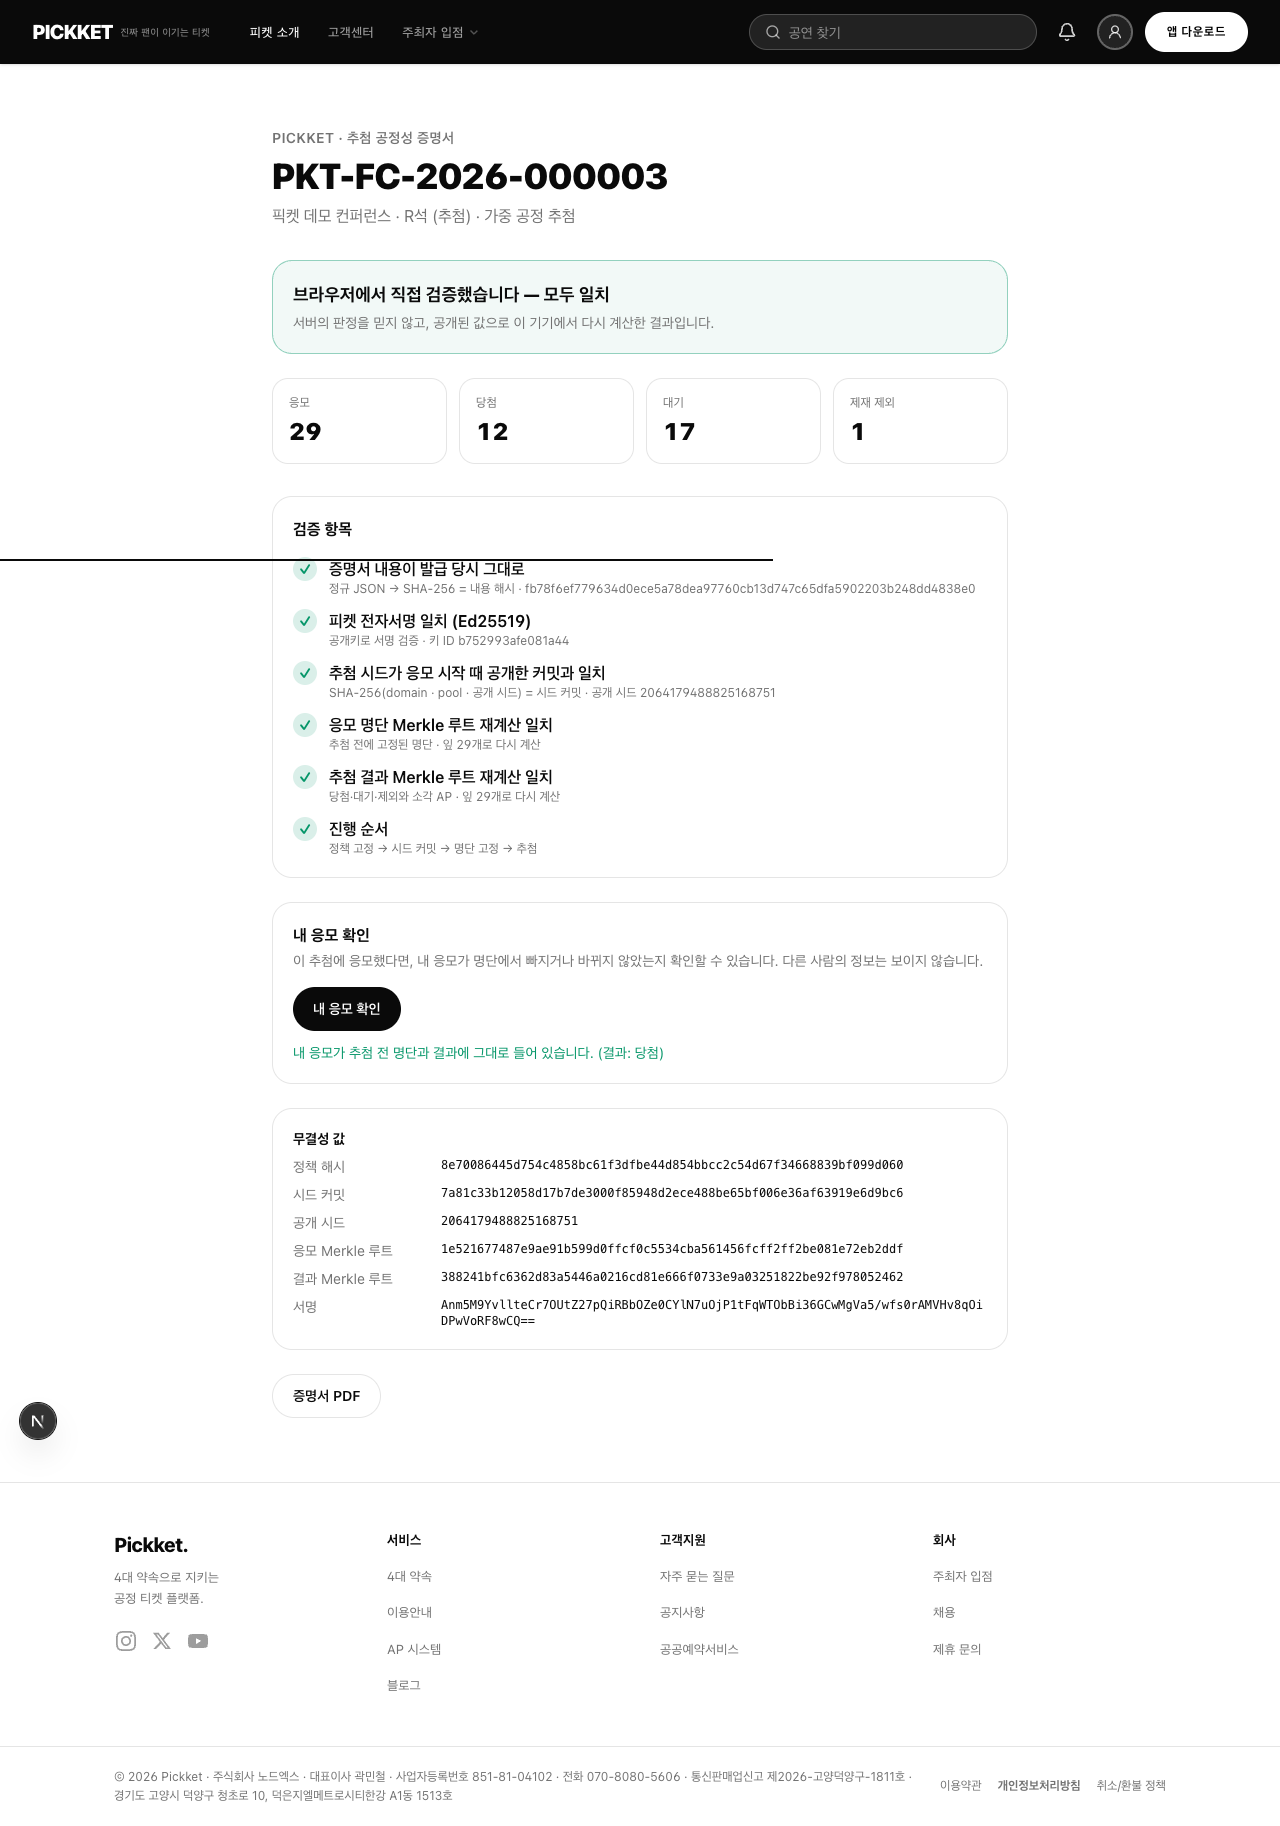 PICKKET 진짜 팬이 이기는 티켓 피켓 소개 고객센터 주최자 입점 공연 찾기 앱 다운로드
PICKKET · 추첨 공정성 증명서
PKT-FC-2026-000003
픽켓 데모 컨퍼런스 · R석 (추첨) · 가중 공정 추첨
브라우저에서 직접 검증했습니다 — 모두 일치
서버의 판정을 믿지 않고, 공개된 값으로 이 기기에서 다시 계산한 결과입니다.
응모 당첨 대기 제재 제외
29 12 17 1
검증 항목
증명서 내용이 발급 당시 그대로
정규 JSON → SHA-256 = 내용 해시 · fb78f6ef779634d0ece5a78dea97760cb13d747c65dfa5902203b248dd4838e0
피켓 전자서명 일치 (Ed25519)
공개키로 서명 검증 · 키 ID b752993afe081a44
추첨 시드가 응모 시작 때 공개한 커밋과 일치
SHA-256(domain · pool · 공개 시드) = 시드 커밋 · 공개 시드 2064179488825168751
응모 명단 Merkle 루트 재계산 일치
추첨 전에 고정된 명단 · 잎 29개로 다시 계산
추첨 결과 Merkle 루트 재계산 일치
당첨·대기·제외와 소각 AP · 잎 29개로 다시 계산
진행 순서
정책 고정 → 시드 커밋 → 명단 고정 → 추첨
내 응모 확인
이 추첨에 응모했다면, 내 응모가 명단에서 빠지거나 바뀌지 않았는지 확인할 수 있습니다. 다른 사람의 정보는 보이지 않습니다.
내 응모 확인
내 응모가 추첨 전 명단과 결과에 그대로 들어 있습니다. (결과: 당첨)
무결성 값
정책 해시 8e70086445d754c4858bc61f3dfbe44d854bbcc2c54d67f34668839bf099d060
시드 커밋 7a81c33b12058d17b7de3000f85948d2ece488be65bf006e36af63919e6d9bc6
공개 시드 2064179488825168751
응모 Merkle 루트 1e521677487e9ae91b599d0ffcf0c5534cba561456fcff2ff2be081e72eb2ddf
결과 Merkle 루트 388241bfc6362d83a5446a0216cd81e666f0733e9a03251822be92f978052462
서명 Anm5M9YvllteCr7OUtZ27pQiRBbOZe0CYlN7uOjP1tFqWTObBi36GCwMgVa5/wfs0rAMVHv8qOi
DPwVoRF8wCQ==
증명서 PDF
N
Pickket. 서비스 고객지원 회사
4대 약속으로 지키는 4대 약속 자주 묻는 질문 주최자 입점
공정 티켓 플랫폼. 이용안내 공지사항 채용
AP 시스템 공공예약서비스 제휴 문의
블로그
© 2026 Pickket · 주식회사 노드엑스 · 대표이사 곽민철 · 사업자등록번호 851-81-04102 · 전화 070-8080-5606 · 통신판매업신고 제2026-고양덕양구-1811호 ·
경기도 고양시 덕양구 청초로 10, 덕은지엘메트로시티한강 A1동 1513호
이용약관 개인정보처리방침 취소/환불 정책